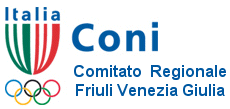 Italia
Coni
Comitato Regionale
Friuli Venezia Giulia